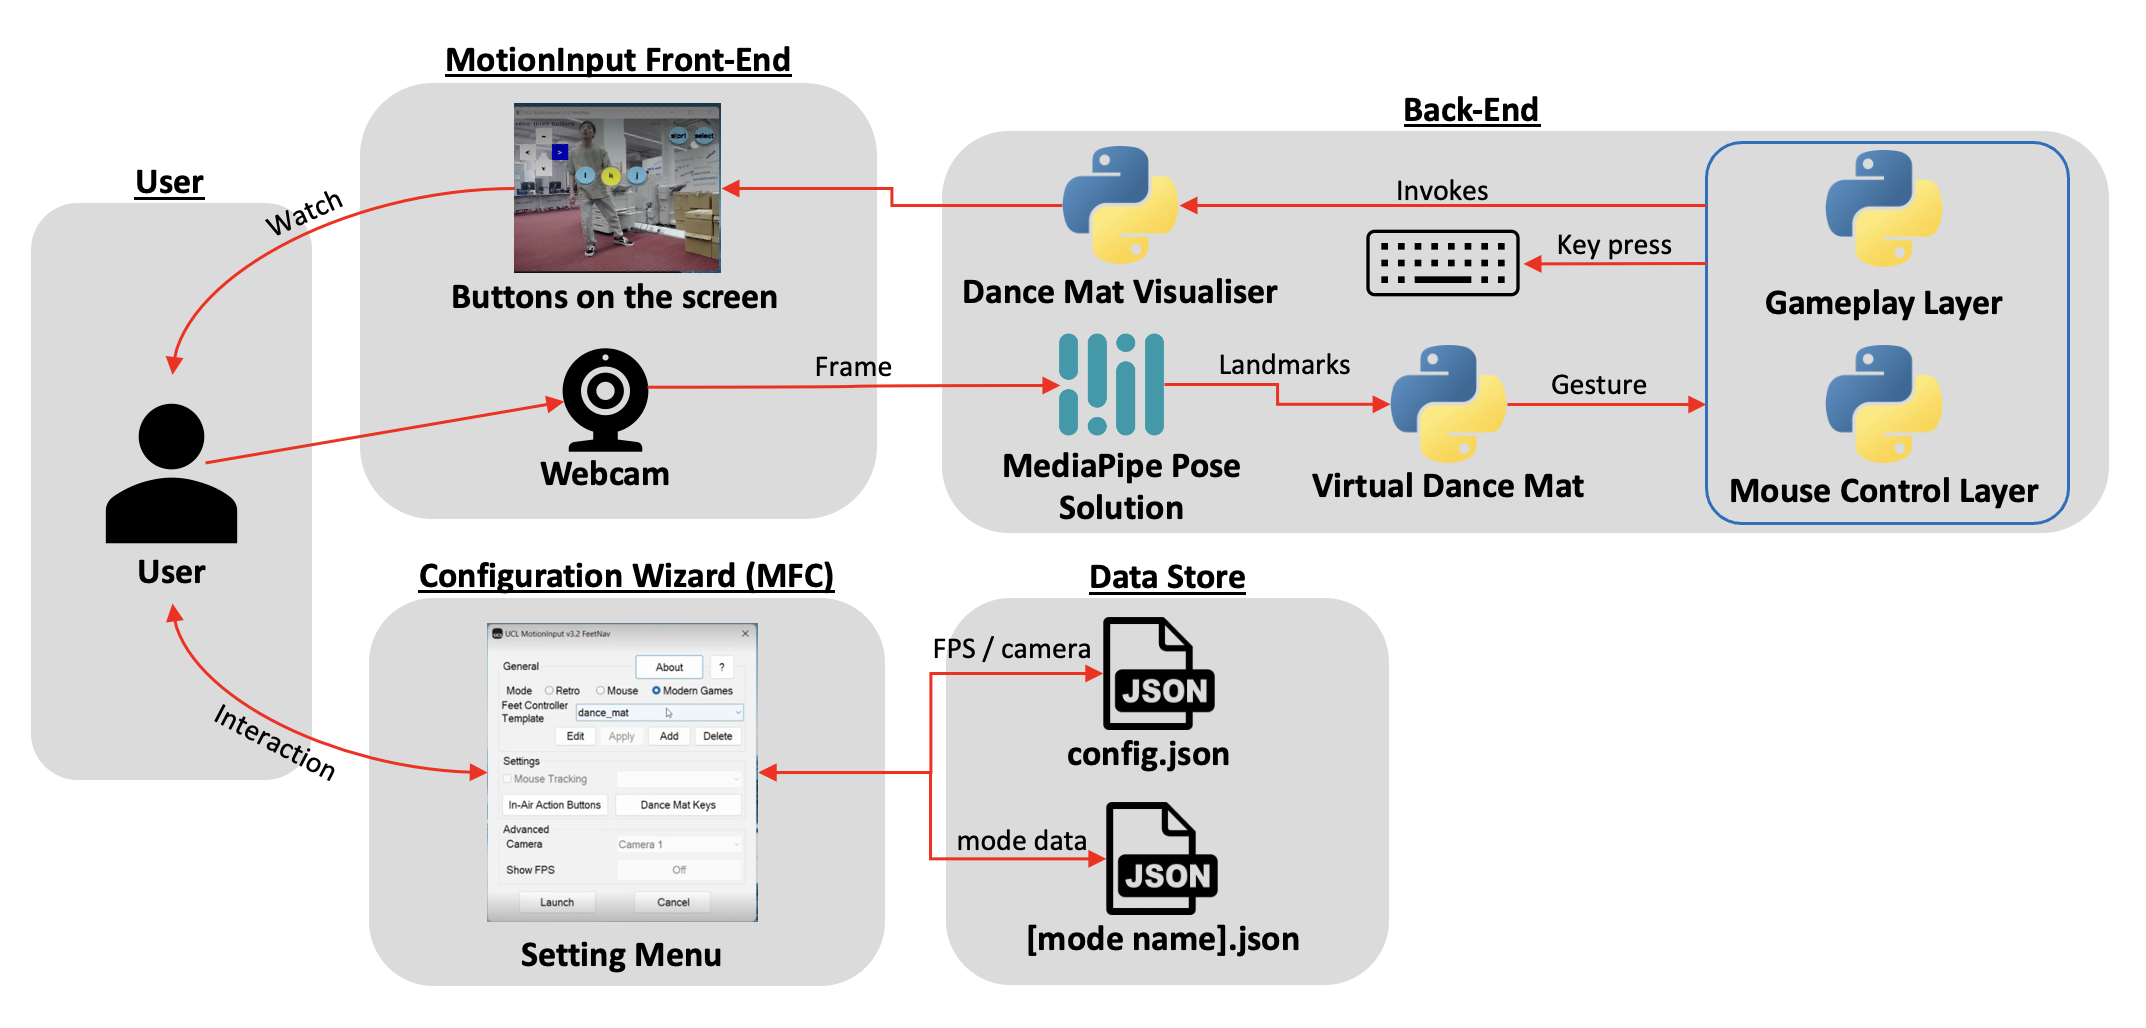 MotionInput Front-End
Back-End
User
Watch
start
select
Buttons on the screen
Invokes
Key press
Dance Mat Visualiser
Gameplay Layer
Frame
Landmarks
Gesture
Webcam
MediaPipe Pose
Solution
Virtual Dance Mat
Mouse Control Layer
User
Interaction
Configuration Wizard (MFC)
Data Store
UCL MotionInput v3.2 FeetNav
General
About
?
Mode
Retro
Mouse
Modern Games
Feet Controller
Template
dance_mat
Edit
Apply
Add
Delete
Settings
Mouse Tracking
In-Air Action Buttons
Dance Mat Keys
Advanced
Camera
Camera 1
Show FPS
Off
Launch
Cancel
Setting Menu
FPS / camera
JSON
config.json
mode data
JSON
[mode name].json